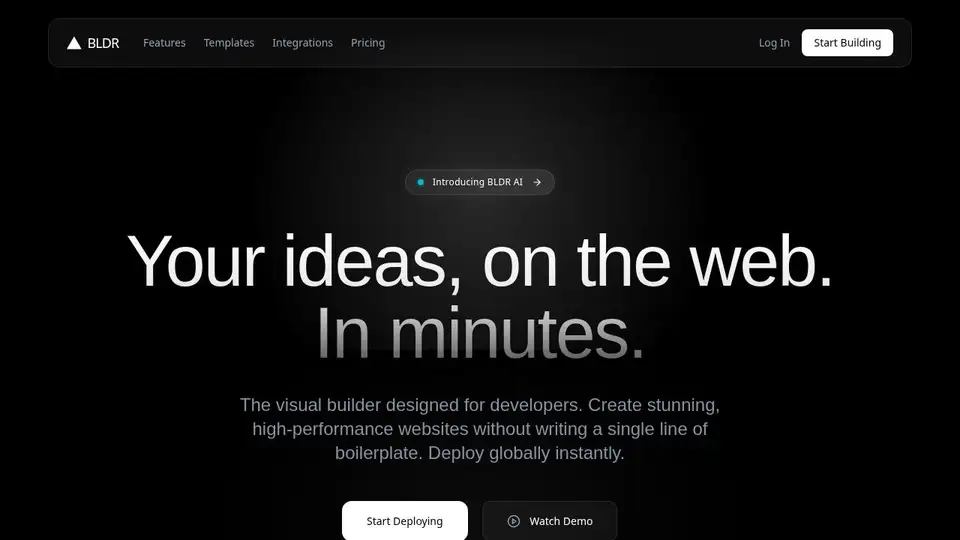 BLDR
Features
Templates
Integrations
Pricing
Log In
Start Building
Introducing BLDR AI
Your ideas, on the web.
In minutes.
The visual builder designed for developers. Create stunning,
high-performance websites without writing a single line of
boilerplate. Deploy globally instantly.
Start Deploying
Watch Demo